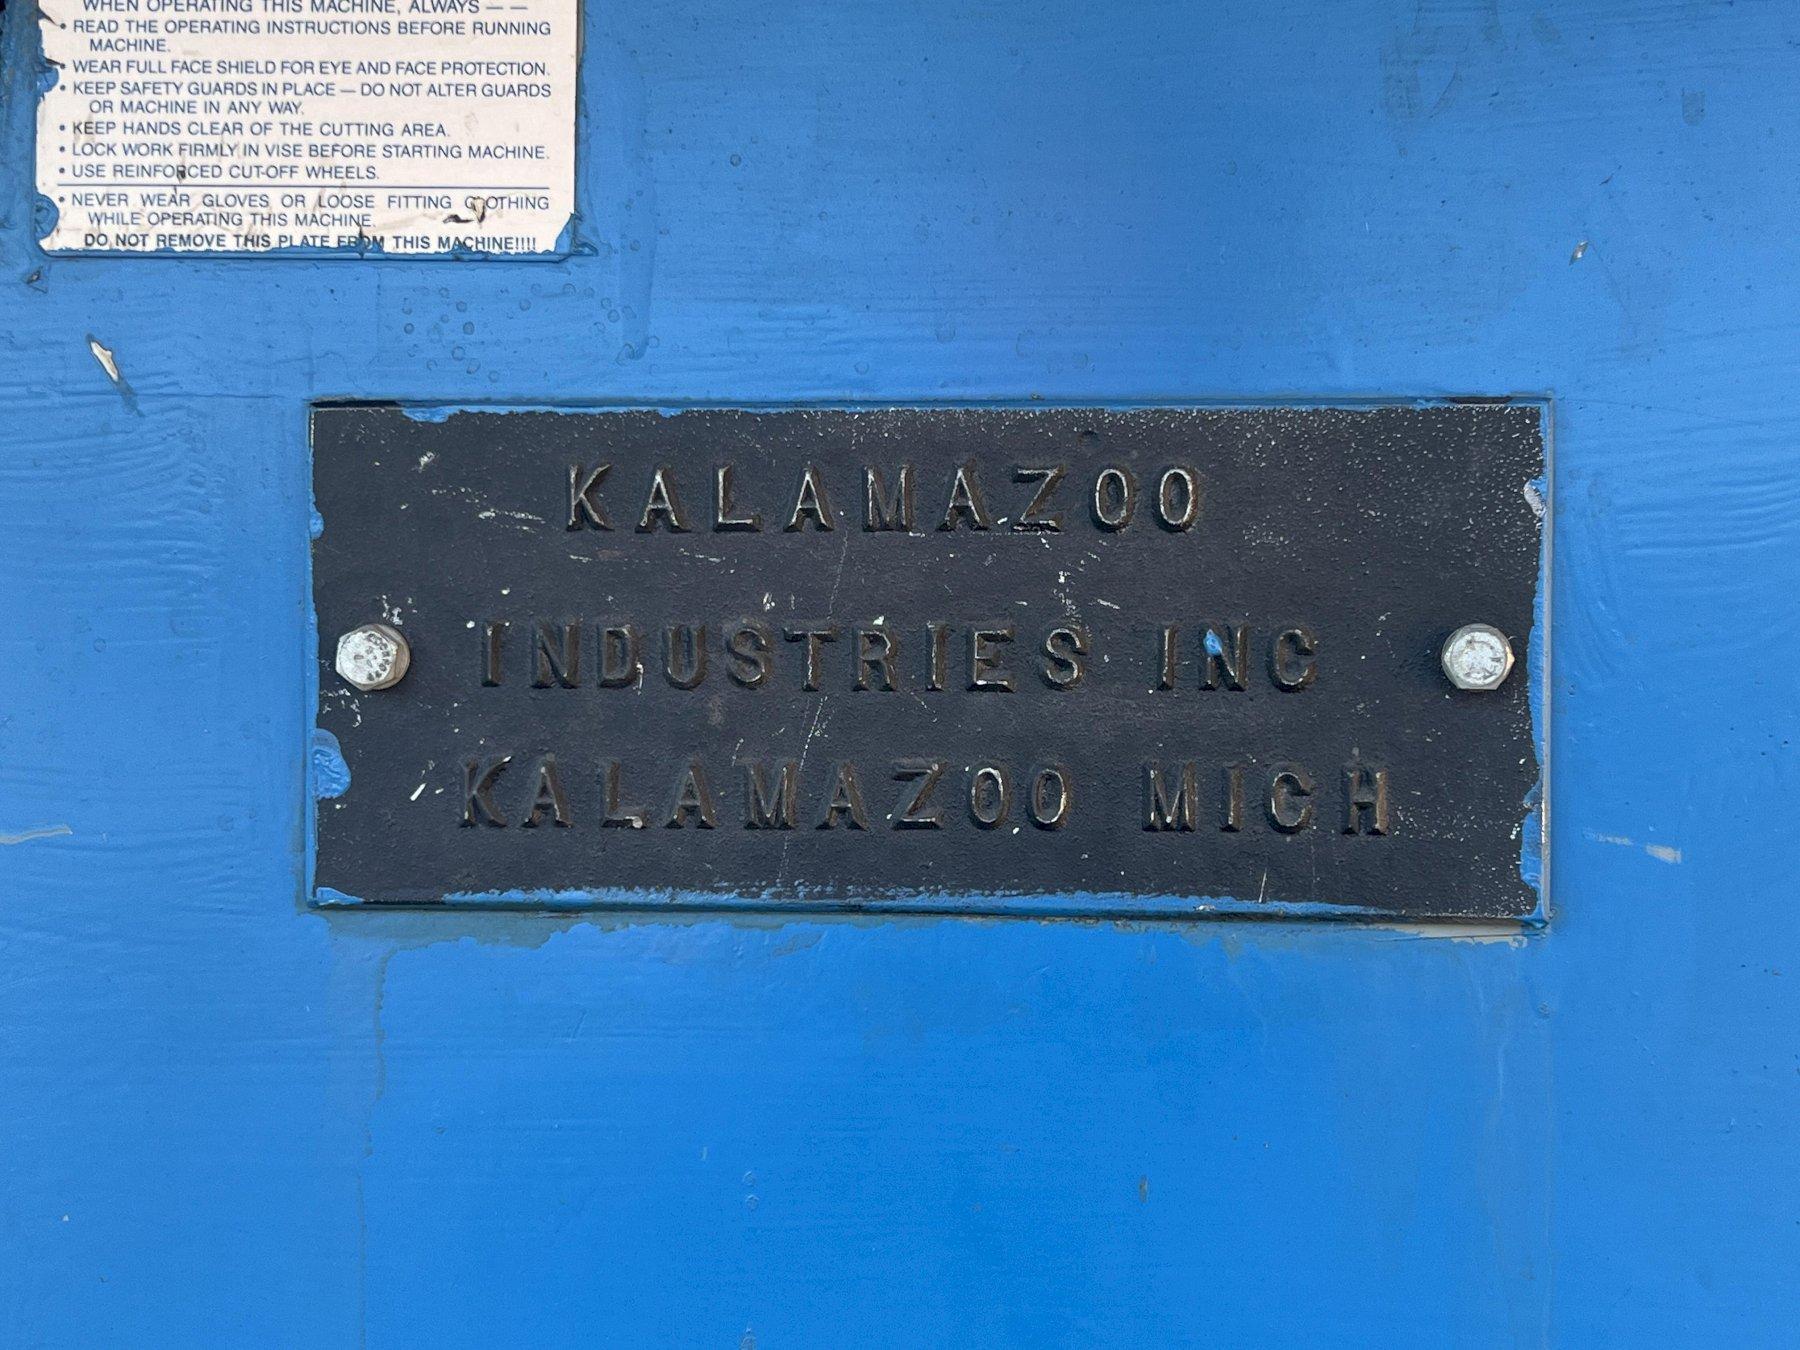 WHEN OPERATING THIS MACHINE, ALWAYS — —
• READ THE OPERATING INSTRUCTIONS BEFORE RUNNING
MACHINE.
• WEAR FULL FACE SHIELD FOR EYE AND FACE PROTECTION.
• KEEP SAFETY GUARDS IN PLACE — DO NOT ALTER GUARDS
OR MACHINE IN ANY WAY.
• KEEP HANDS CLEAR OF THE CUTTING AREA.
• LOCK WORK FIRMLY IN VISE BEFORE STARTING MACHINE.
• USE REINFORCED CUT-OFF WHEELS.
• NEVER WEAR GLOVES OR LOOSE FITTING CLOTHING
WHILE OPERATING THIS MACHINE.
DO NOT REMOVE THIS PLATE FROM THIS MACHINE!!!!
KALAMAZOO
INDUSTRIES INC
KALAMAZOO MICH